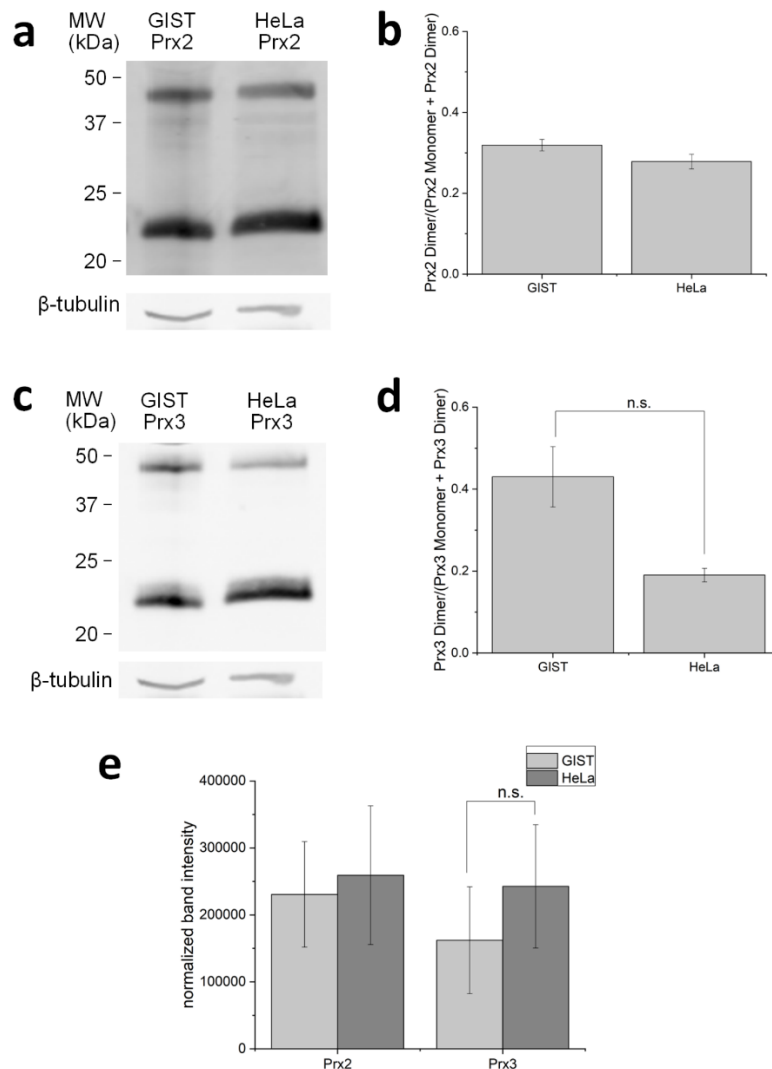 a
MW
(kDa)
GIST
Prx2
HeLa
Prx2
50
37
25
20
β-tubulin
b
Prx2 Dimer/(Prx2 Monomer + Prx2 Dimer)
0.6
0.4
0.2
0.0
GIST
HeLa
c
MW
(kDa)
GIST
Prx3
HeLa
Prx3
50
37
25
20
β-tubulin
d
Prx3 Dimer/(Prx3 Monomer + Prx3 Dimer)
0.6
0.4
0.2
0.0
n.s.
GIST
HeLa
e
GIST
HeLa
normalized band intensity
400000
300000
200000
100000
0
n.s.
Prx2
Prx3